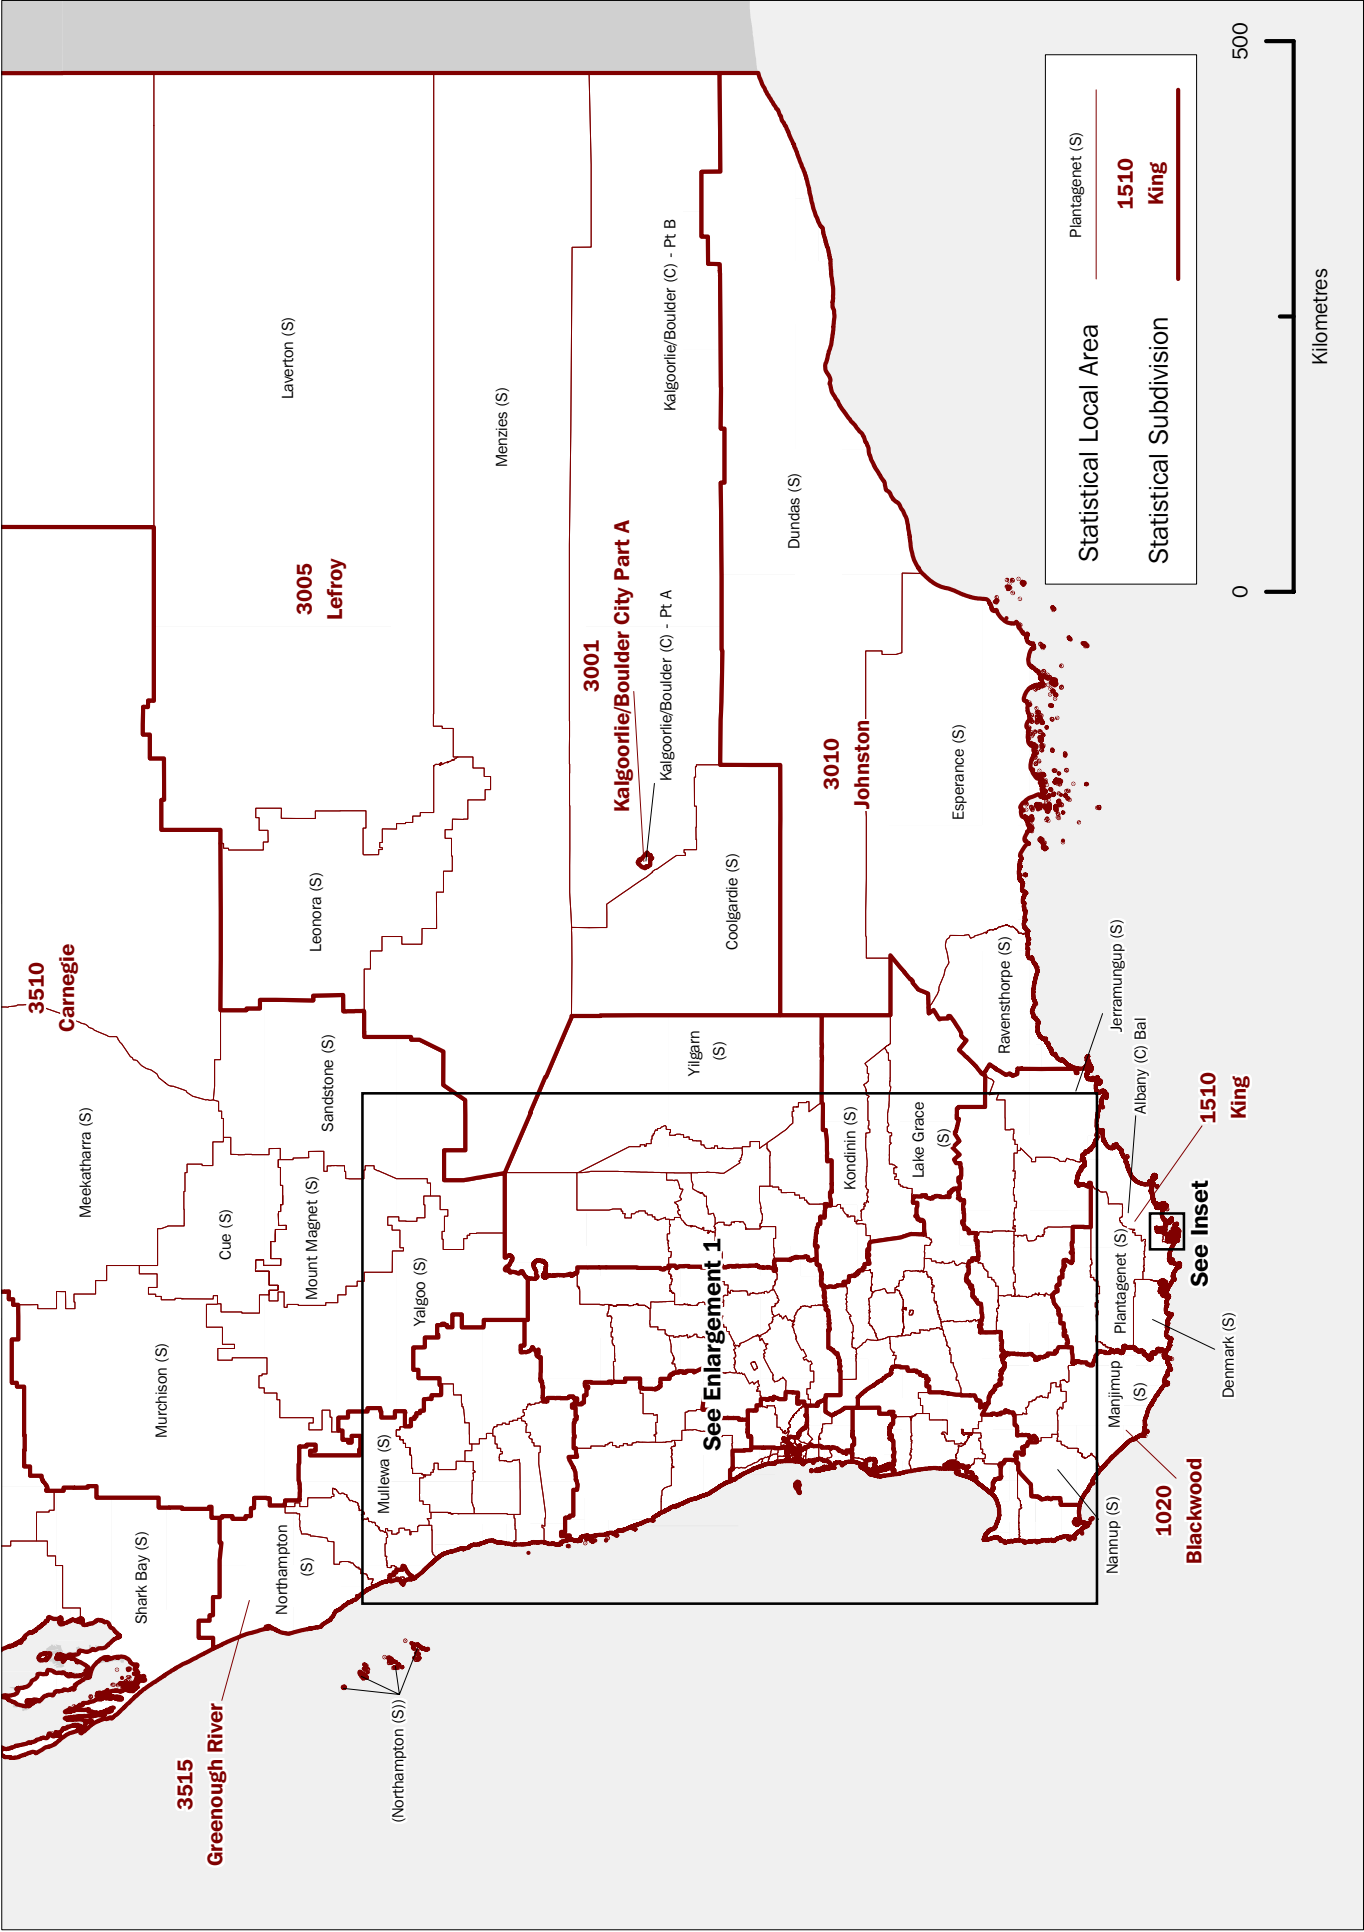 3510
Carnegie
Meekatharra (S)
Laverton (S)
3005
Lefroy
Leonora (S)
Sandstone (S)
Cue (S)
Murchison (S)
Mount Magnet (S)
Shark Bay (S)
Northampton
(S)
3515
Greenough River
Menzies (S)
Yalgoo (S)
Mullewa (S)
(Northampton (S))
3001
Kalgoorlie/Boulder City Part A
Kalgoorlie/Boulder (C) - Pt A
Kalgoorlie/Boulder (C) - Pt B
Coolgardie (S)
Yilgarn
(S)
See Enlargement 1
Dundas (S)
3010
Johnston
Esperance (S)
Ravensthorpe (S)
Kondinin (S)
Lake Grace
(S)
Jerramungup (S)
Albany (C) Bal
1510
King
See Inset
Plantagenet (S)
Denmark (S)
Manjimup
(S)
1020
Blackwood
Nannup (S)
Statistical Local Area
Plantagenet (S)
Statistical Subdivision
1510
King
0
500
Kilometres